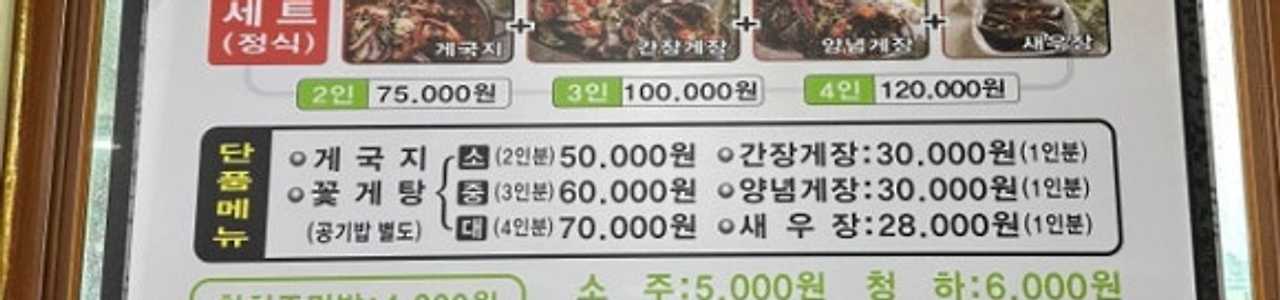 세트
(정식)
게국지 + 간장게장 + 양념게장 + 새우장
2인 75.000원 3인 100.000원 4인 120.000원
단품메뉴
게국지 소 (2인분) 50.000원 간장게장:30.000원(1인분)
꽃게탕 중 (3인분) 60.000원 양념게장:30.000원(1인분)
(공기밥 별도) 대 (4인분) 70.000원 새우장:28.000원(1인분)
소주:5.000원 청하:6.000원